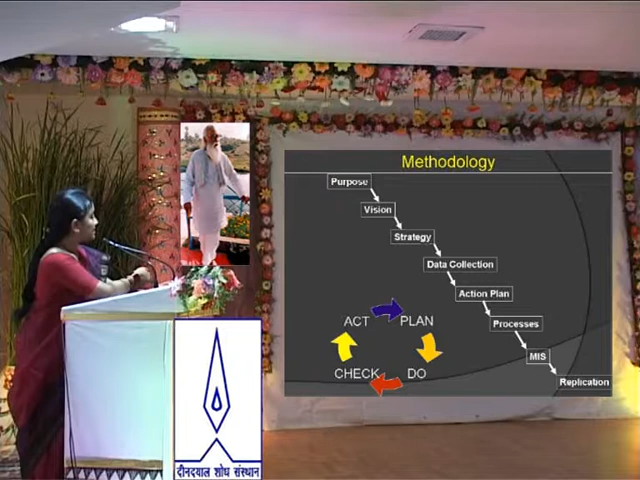 Methodology
Purpose
Vision
Strategy
Data Collection
Action Plan
Processes
MIS
Replication
ACT PLAN
CHECK DO
दीनदयाल शोध संस्थान